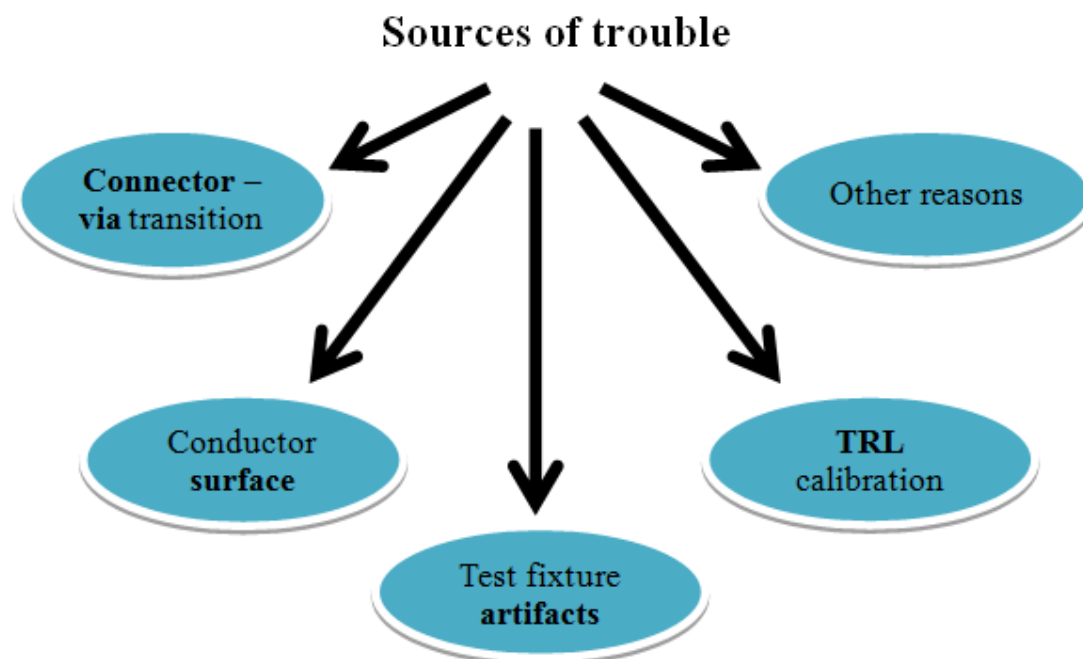 Sources of trouble
Connector –
via transition
Other reasons
Conductor
surface
TRL
calibration
Test fixture
artifacts